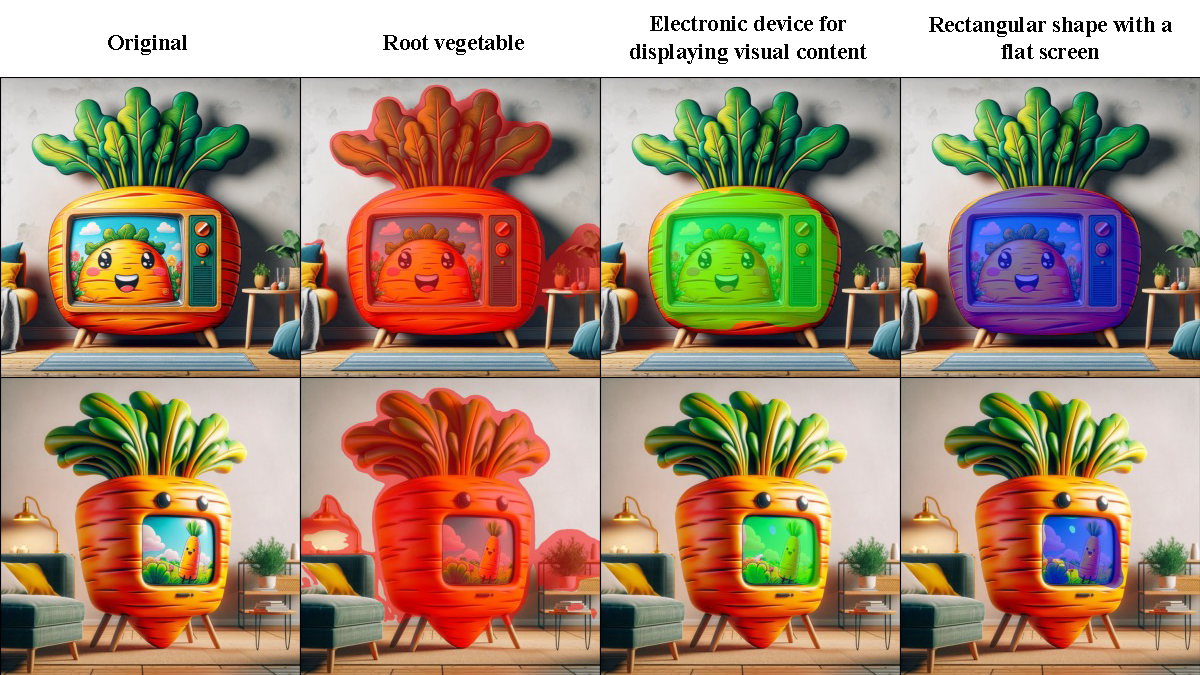 Original
Root vegetable
Electronic device for
displaying visual content
Rectangular shape with a
flat screen